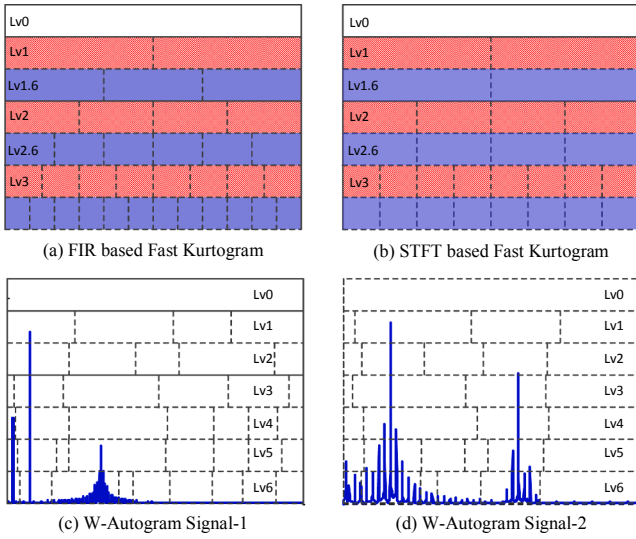 Lv0
Lv1
Lv1.6
Lv2
Lv2.6
Lv3
(a) FIR based Fast Kurtogram
Lv0
Lv1
Lv1.6
Lv2
Lv2.6
Lv3
(b) STFT based Fast Kurtogram
Lv0
Lv1
Lv2
Lv3
Lv4
Lv5
Lv6
(c) W-Autogram Signal-1
Lv0
Lv1
Lv2
Lv3
Lv4
Lv5
Lv6
(d) W-Autogram Signal-2